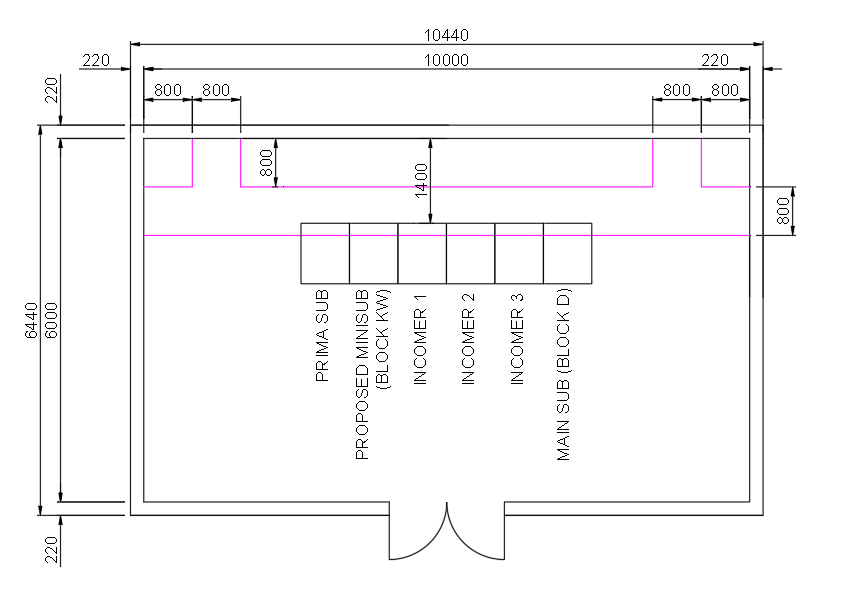 10440
220
10000
220
220
800
800
800
800
800
1400
800
6440
6000
PRIMA SUB
PROPOSED MINISUB
(BLOCK KW)
INCOMER 1
INCOMER 2
INCOMER 3
MAIN SUB (BLOCK D)
220